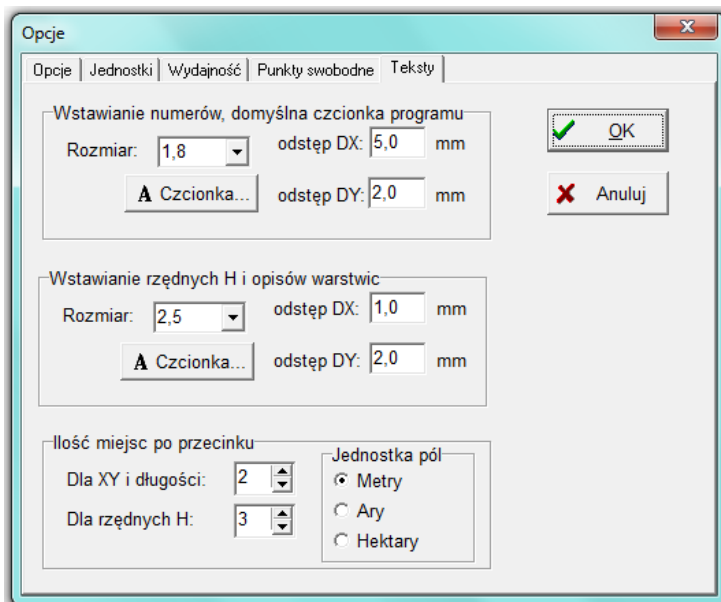 Opcje
Opcje Jednostki Wydajność Punkty swobodne Teksty
Wstawianie numerów, domyślna czcionka programu
Rozmiar: 1,8 odstęp DX: 5,0 mm
A Czcionka... odstęp DY: 2,0 mm
OK
Anuluj
Wstawianie rzędnych H i opisów warstwic
Rozmiar: 2,5 odstęp DX: 1,0 mm
A Czcionka... odstęp DY: 2,0 mm
Ilość miejsc po przecinku
Dla XY i długości: 2
Dla rzędnych H: 3
Jednostka pól
Metry
Ary
Hektary